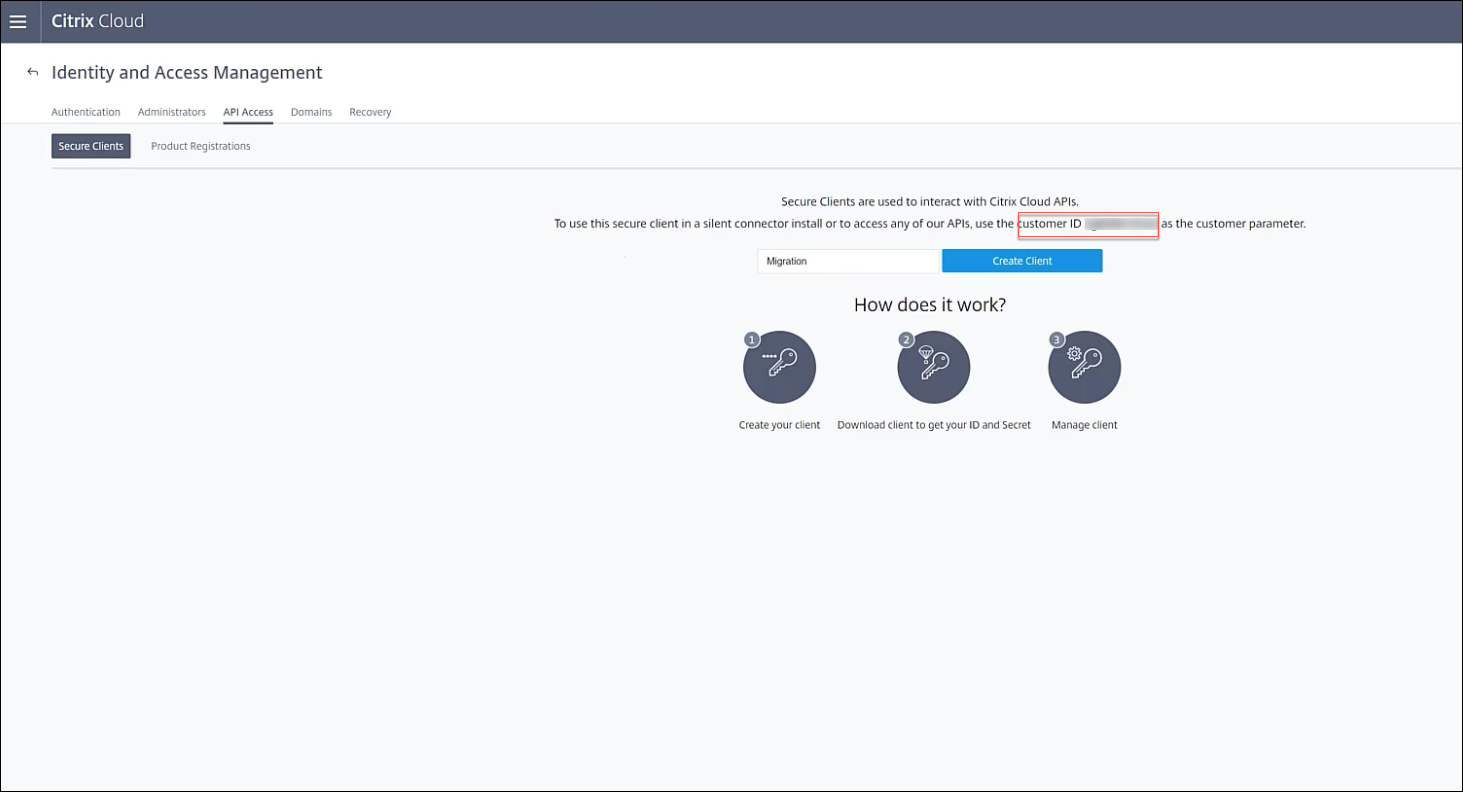 Citrix Cloud
Identity and Access Management
Authentication Administrators API Access Domains Recovery
Secure Clients Product Registrations
Secure Clients are used to interact with Citrix Cloud APIs.
To use this secure client in a silent connector install or to access any of our APIs, use the customer ID as the customer parameter.
Migration Create Client
How does it work?
1 2 3
Create your client Download client to get your ID and Secret Manage client